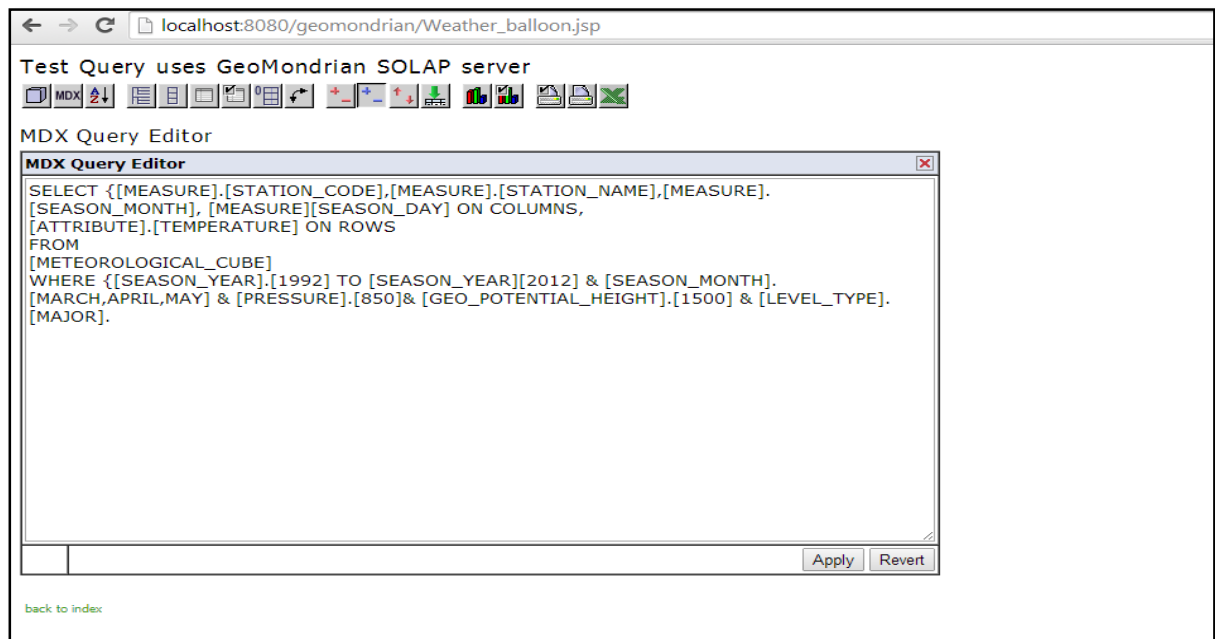 localhost:8080/geomondrian/Weather_balloon.jsp
Test Query uses GeoMondrian SOLAP server
MDX
MDX Query Editor
MDX Query Editor
SELECT {[MEASURE].[STATION_CODE],[MEASURE].[STATION_NAME],[MEASURE].
[SEASON_MONTH], [MEASURE][SEASON_DAY] ON COLUMNS,
[ATTRIBUTE].[TEMPERATURE] ON ROWS
FROM
[METEOROLOGICAL_CUBE]
WHERE {[SEASON_YEAR].[1992] TO [SEASON_YEAR][2012] & [SEASON_MONTH].
[MARCH,APRIL,MAY] & [PRESSURE].[850]& [GEO_POTENTIAL_HEIGHT].[1500] & [LEVEL_TYPE].
[MAJOR].
Apply Revert
back to index